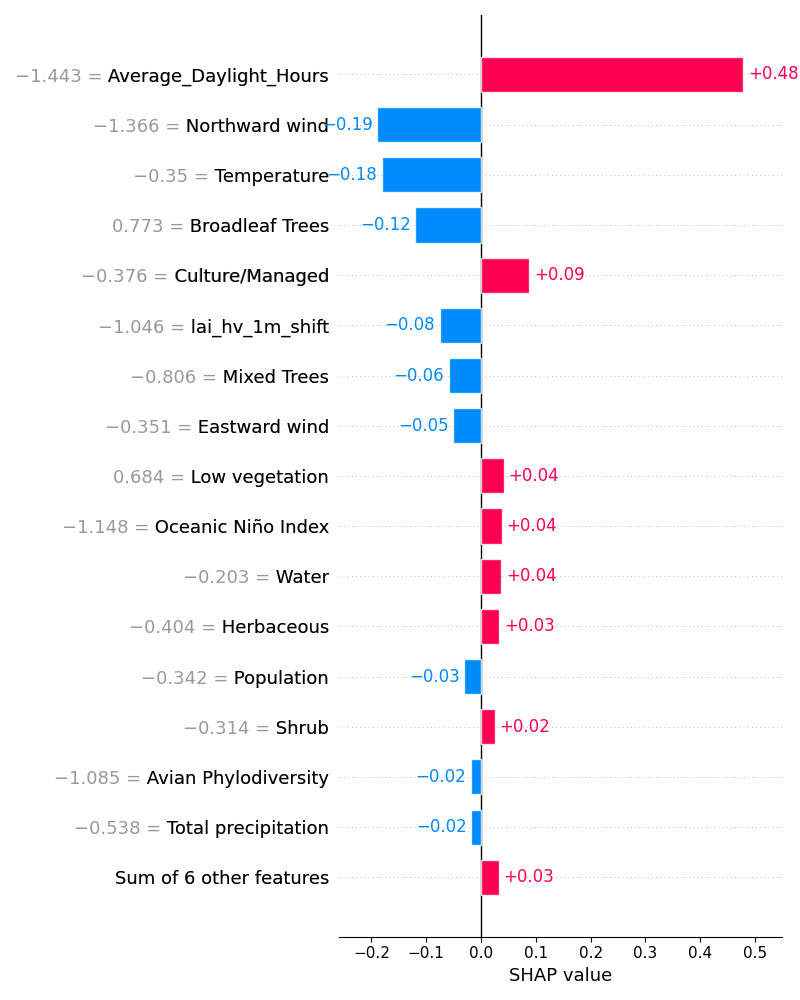 −1.443 = Average_Daylight_Hours +0.48
−1.366 = Northward wind −0.19
−0.35 = Temperature −0.18
0.773 = Broadleaf Trees −0.12
−0.376 = Culture/Managed +0.09
−1.046 = lai_hv_1m_shift −0.08
−0.806 = Mixed Trees −0.06
−0.351 = Eastward wind −0.05
0.684 = Low vegetation +0.04
−1.148 = Oceanic Niño Index +0.04
−0.203 = Water +0.04
−0.404 = Herbaceous +0.03
−0.342 = Population −0.03
−0.314 = Shrub +0.02
−1.085 = Avian Phylodiversity −0.02
−0.538 = Total precipitation −0.02
Sum of 6 other features +0.03
−0.2 −0.1 0.0 0.1 0.2 0.3 0.4 0.5
SHAP value